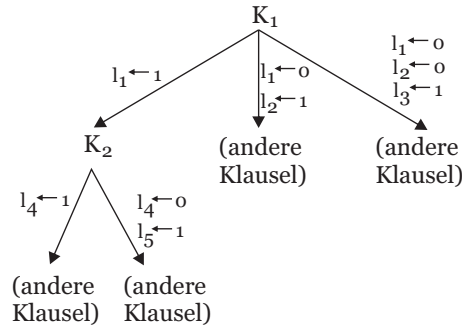 K₁
l₁←1
l₁←0
l₂←1
l₁←0
l₂←0
l₃←1
K₂
(andere
Klausel)
(andere
Klausel)
l₄←1
l₄←0
l₅←1
(andere
Klausel)
(andere
Klausel)